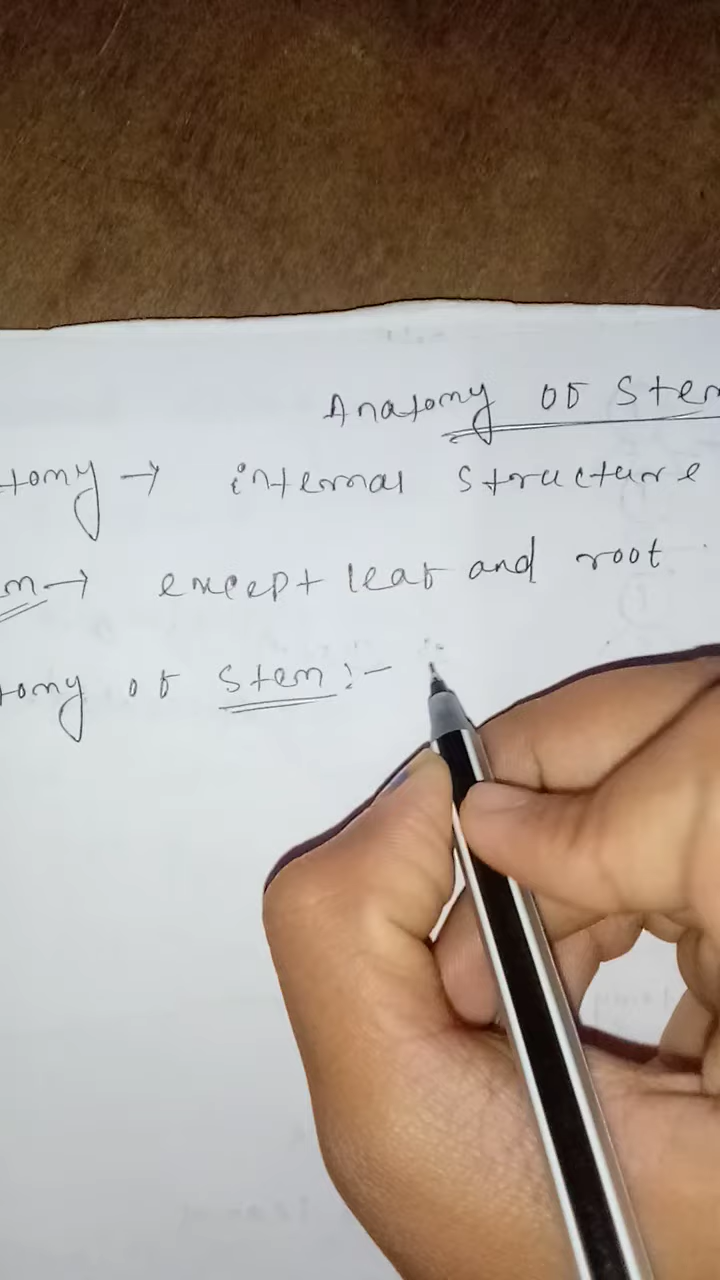 Anatomy of Stem
tomy → internal structure
m → except leaf and root
tomy of Stem :-